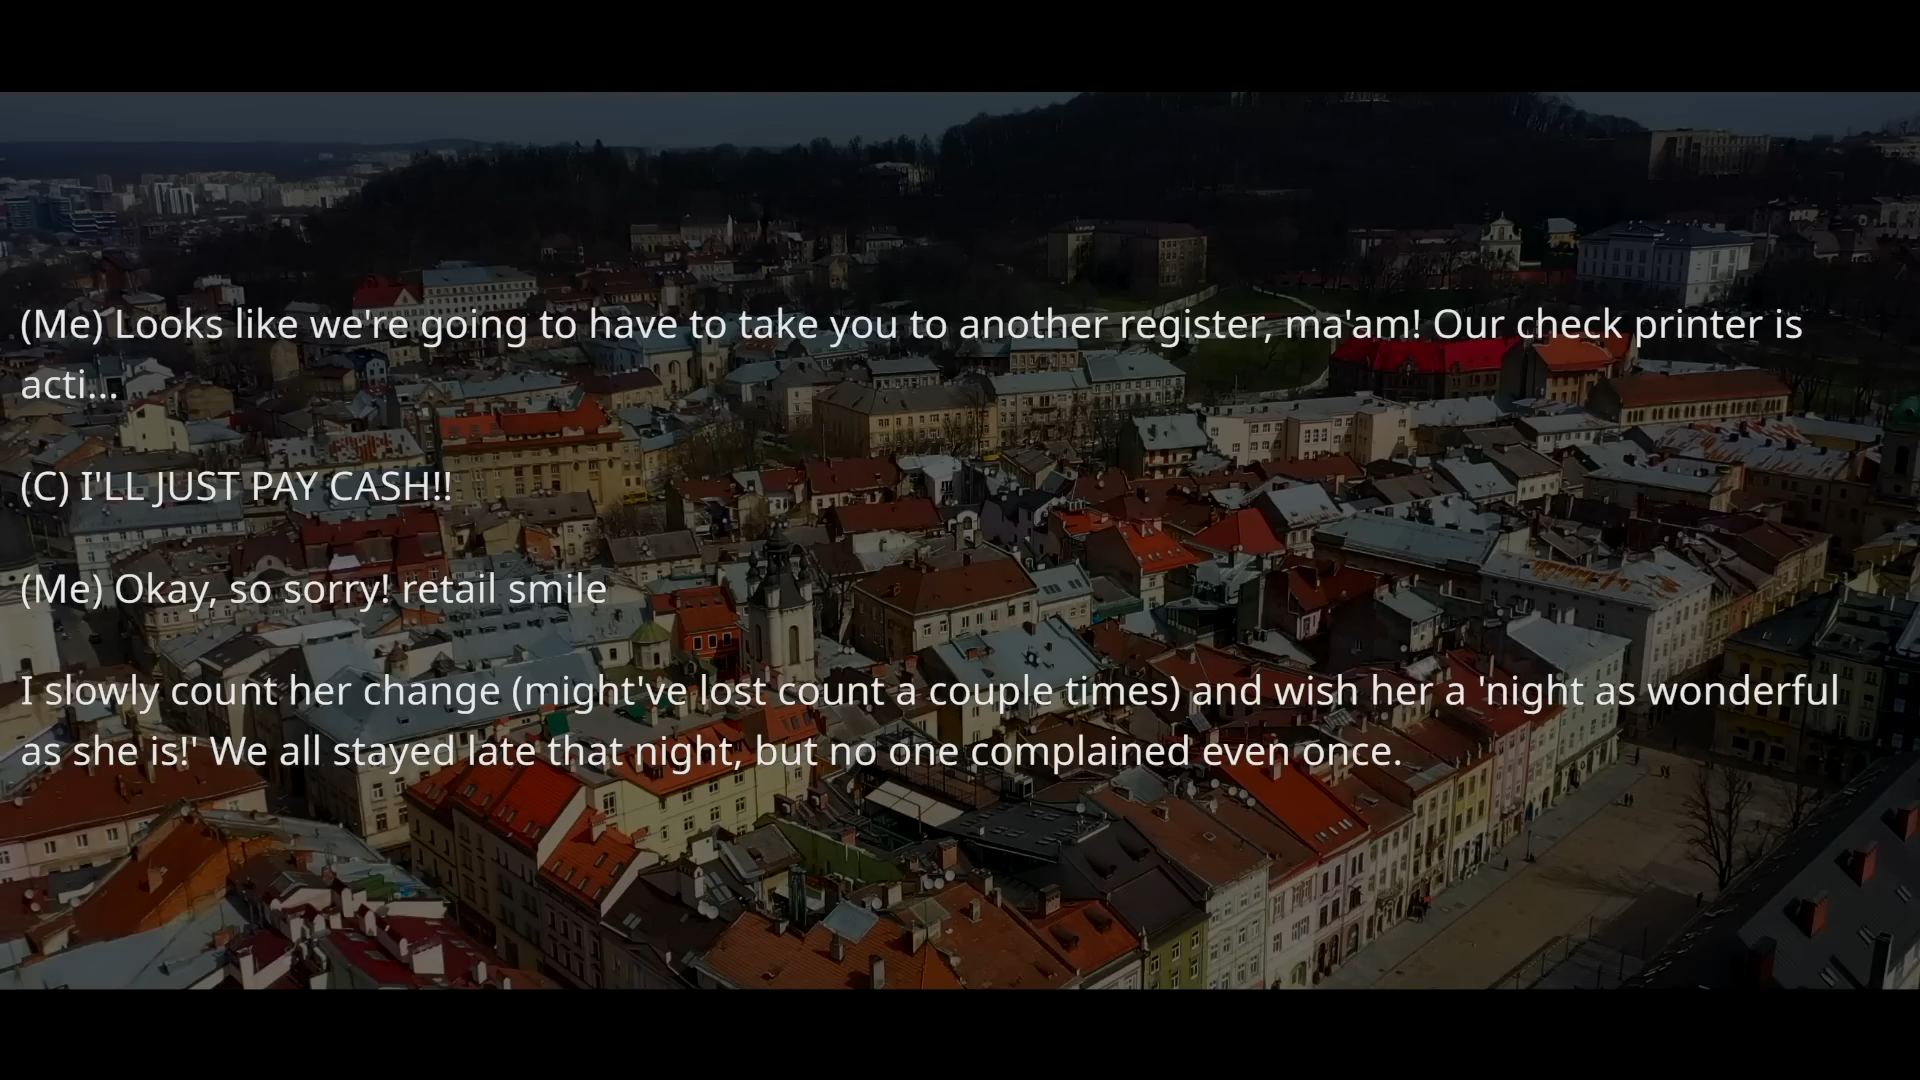 (Me) Looks like we're going to have to take you to another register, ma'am! Our check printer is
acti...
(C) I'LL JUST PAY CASH!!
(Me) Okay, so sorry! retail smile
I slowly count her change (might've lost count a couple times) and wish her a 'night as wonderful
as she is!' We all stayed late that night, but no one complained even once.